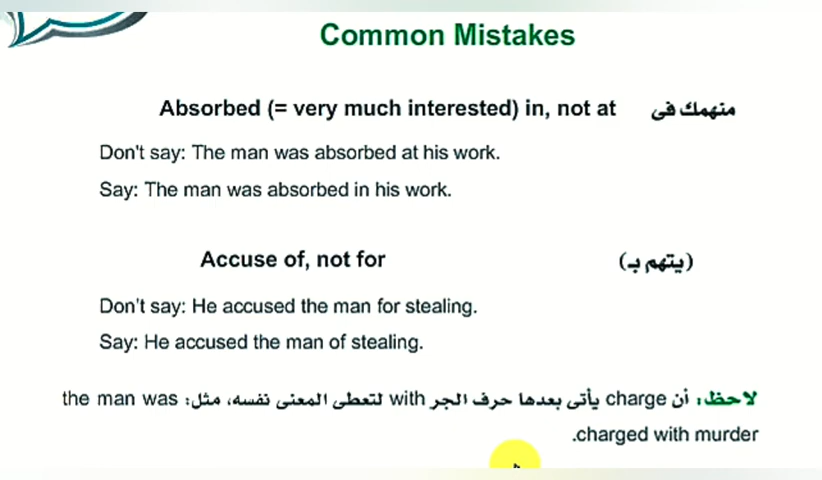 Common Mistakes
Absorbed (= very much interested) in, not at منهمك فى
Don't say: The man was absorbed at his work.
Say: The man was absorbed in his work.
Accuse of, not for (يتهم بـ)
Don't say: He accused the man for stealing.
Say: He accused the man of stealing.
لاحظ: أن charge يأتى بعدها حرف الجر with لتعطى المعنى نفسه، مثل: the man was
charged with murder.